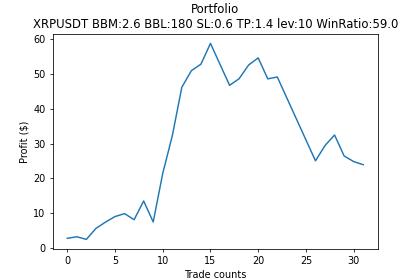 Portfolio
XRPUSDT BBM:2.6 BBL:180 SL:0.6 TP:1.4 lev:10 WinRatio:59.0
60
50
40
30
20
10
0
Profit ($)
0 5 10 15 20 25 30
Trade counts